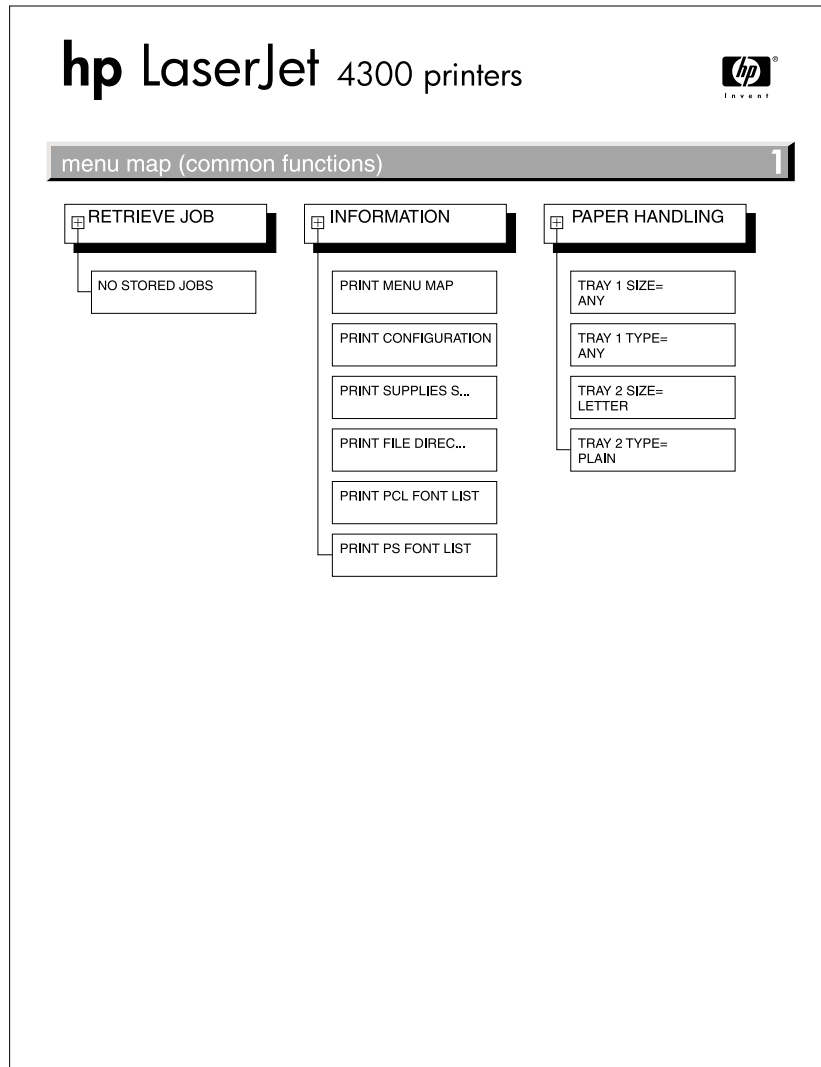 hp LaserJet 4300 printers
hp®
invent
menu map (common functions) 1
RETRIEVE JOB
NO STORED JOBS
INFORMATION
PRINT MENU MAP
PRINT CONFIGURATION
PRINT SUPPLIES S...
PRINT FILE DIREC...
PRINT PCL FONT LIST
PRINT PS FONT LIST
PAPER HANDLING
TRAY 1 SIZE=
ANY
TRAY 1 TYPE=
ANY
TRAY 2 SIZE=
LETTER
TRAY 2 TYPE=
PLAIN